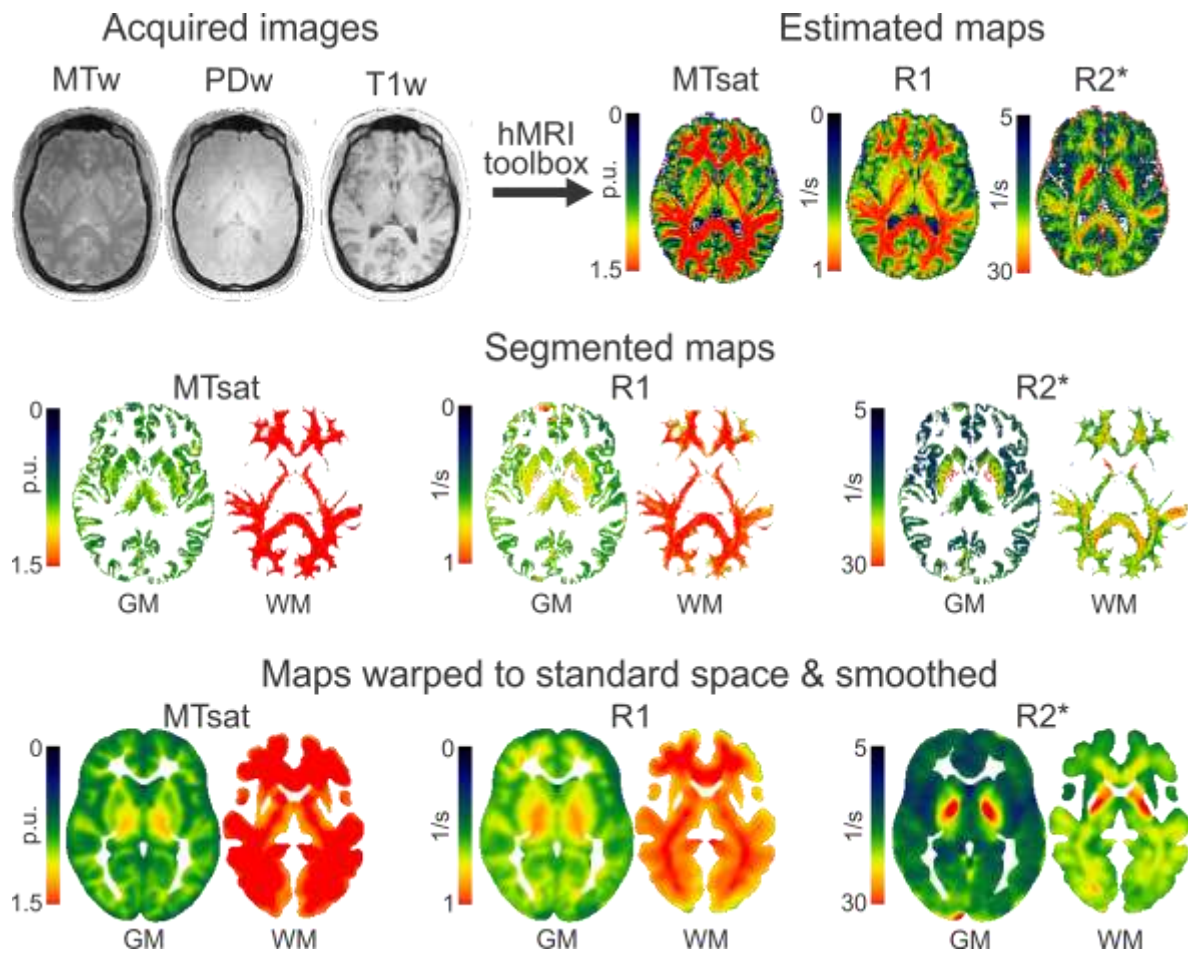 Acquired images
Estimated maps
MTw PDw T1w
hMRI
toolbox
MTsat R1 R2*
0 p.u. 1.5
0 1/s 1
5 1/s 30
Segmented maps
MTsat R1 R2*
0 p.u. 1.5
0 1/s 1
5 1/s 30
GM WM GM WM GM WM
Maps warped to standard space & smoothed
MTsat R1 R2*
0 p.u. 1.5
0 1/s 1
5 1/s 30
GM WM GM WM GM WM